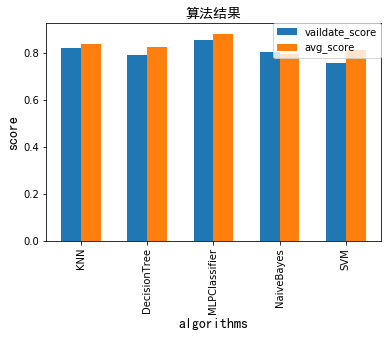 算法结果
vaildate_score
avg_score
score
0.8
0.6
0.4
0.2
0.0
KNN
DecisionTree
MLPClassifier
NaiveBayes
SVM
algorithms